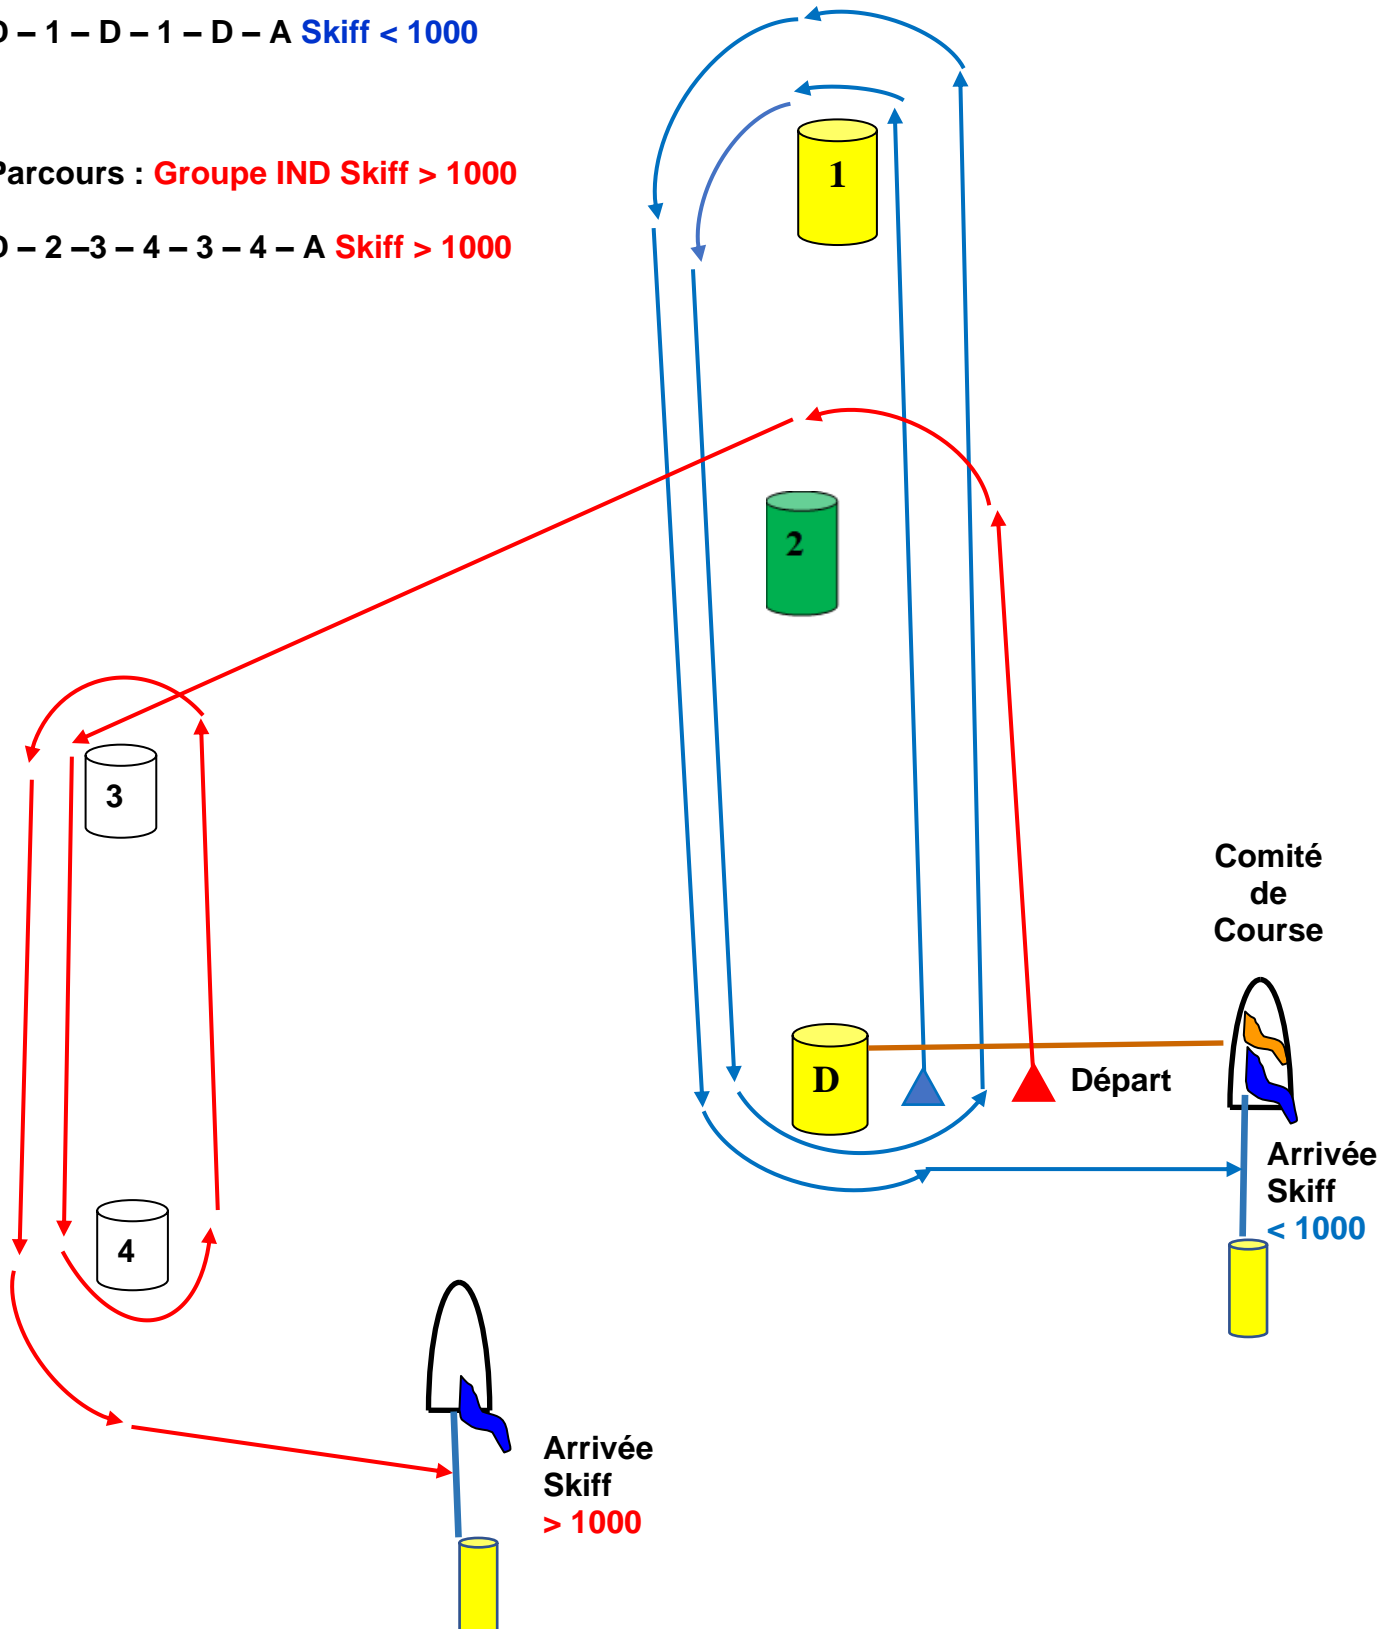 D – 1 – D – 1 – D – A Skiff < 1000
Parcours : Groupe IND Skiff > 1000
D – 2 –3 – 4 – 3 – 4 – A Skiff > 1000
1
2
3
Comité
de
Course
D
Départ
Arrivée
Skiff
< 1000
4
Arrivée
Skiff
> 1000